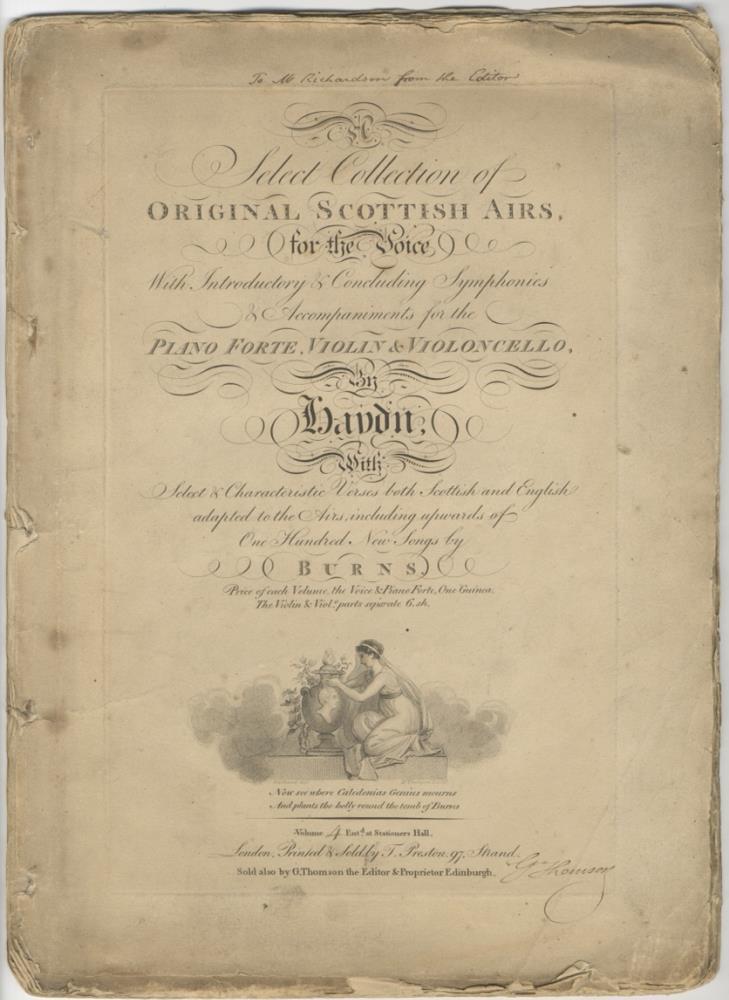 To Mr Richardson from the Editor
A
Select Collection of
ORIGINAL SCOTTISH AIRS,
for the Voice,
With Introductory & Concluding Symphonies
& Accompaniments for the
PIANO FORTE, VIOLIN & VIOLONCELLO,
By
Haydn,
With
Select & Characteristic Verses both Scottish and English
adapted to the Airs, including upwards of
One Hundred New Songs by
BURNS,
Price of each Volume, the Voice & Piano Forte, One Guinea,
The Violin & Viol.o parts separate 6.sh.
Now see where Caledonias Genius mourns
And plants the holly round the tomb of Burns
Volume 4 Ent.d at Stationers Hall.
London, Printed & Sold by T. Preston, 97, Strand.
Sold also by G. Thomson the Editor & Proprietor Edinburgh.
G Thomson